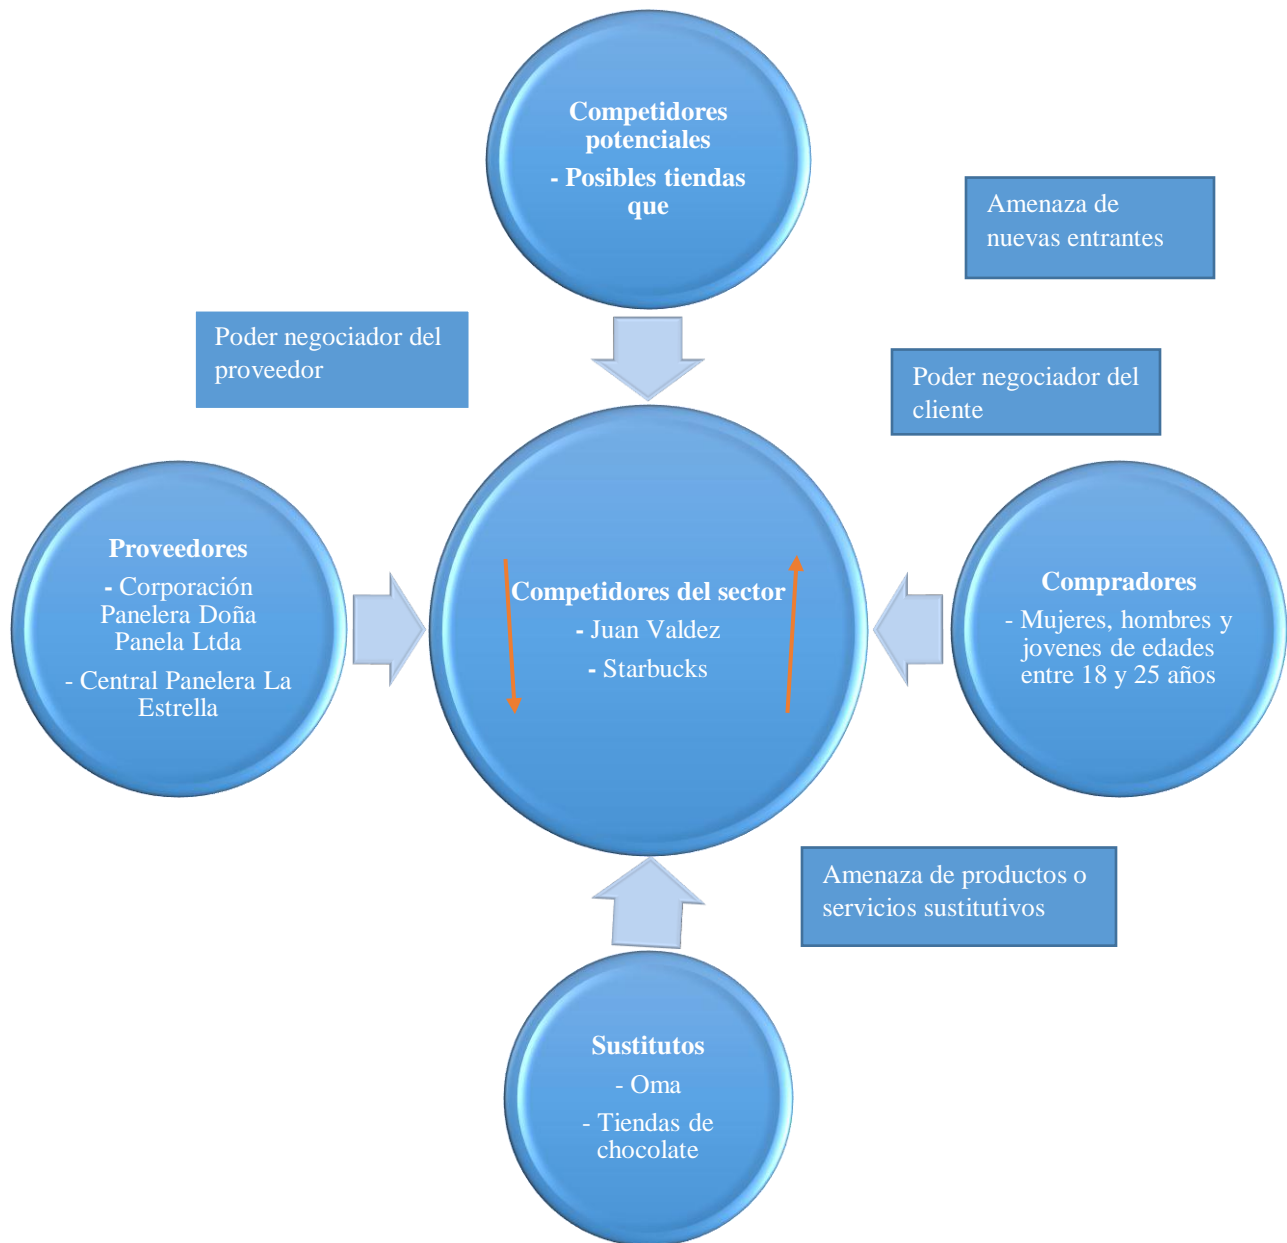 Competidores
potenciales
- Posibles tiendas
que
Amenaza de
nuevas entrantes
Poder negociador del
proveedor
Poder negociador del
cliente
Proveedores
- Corporación
Panelera Doña
Panela Ltda
- Central Panelera La
Estrella
Competidores del sector
- Juan Valdez
- Starbucks
Compradores
- Mujeres, hombres y
jovenes de edades
entre 18 y 25 años
Amenaza de productos o
servicios sustitutivos
Sustitutos
- Oma
- Tiendas de
chocolate